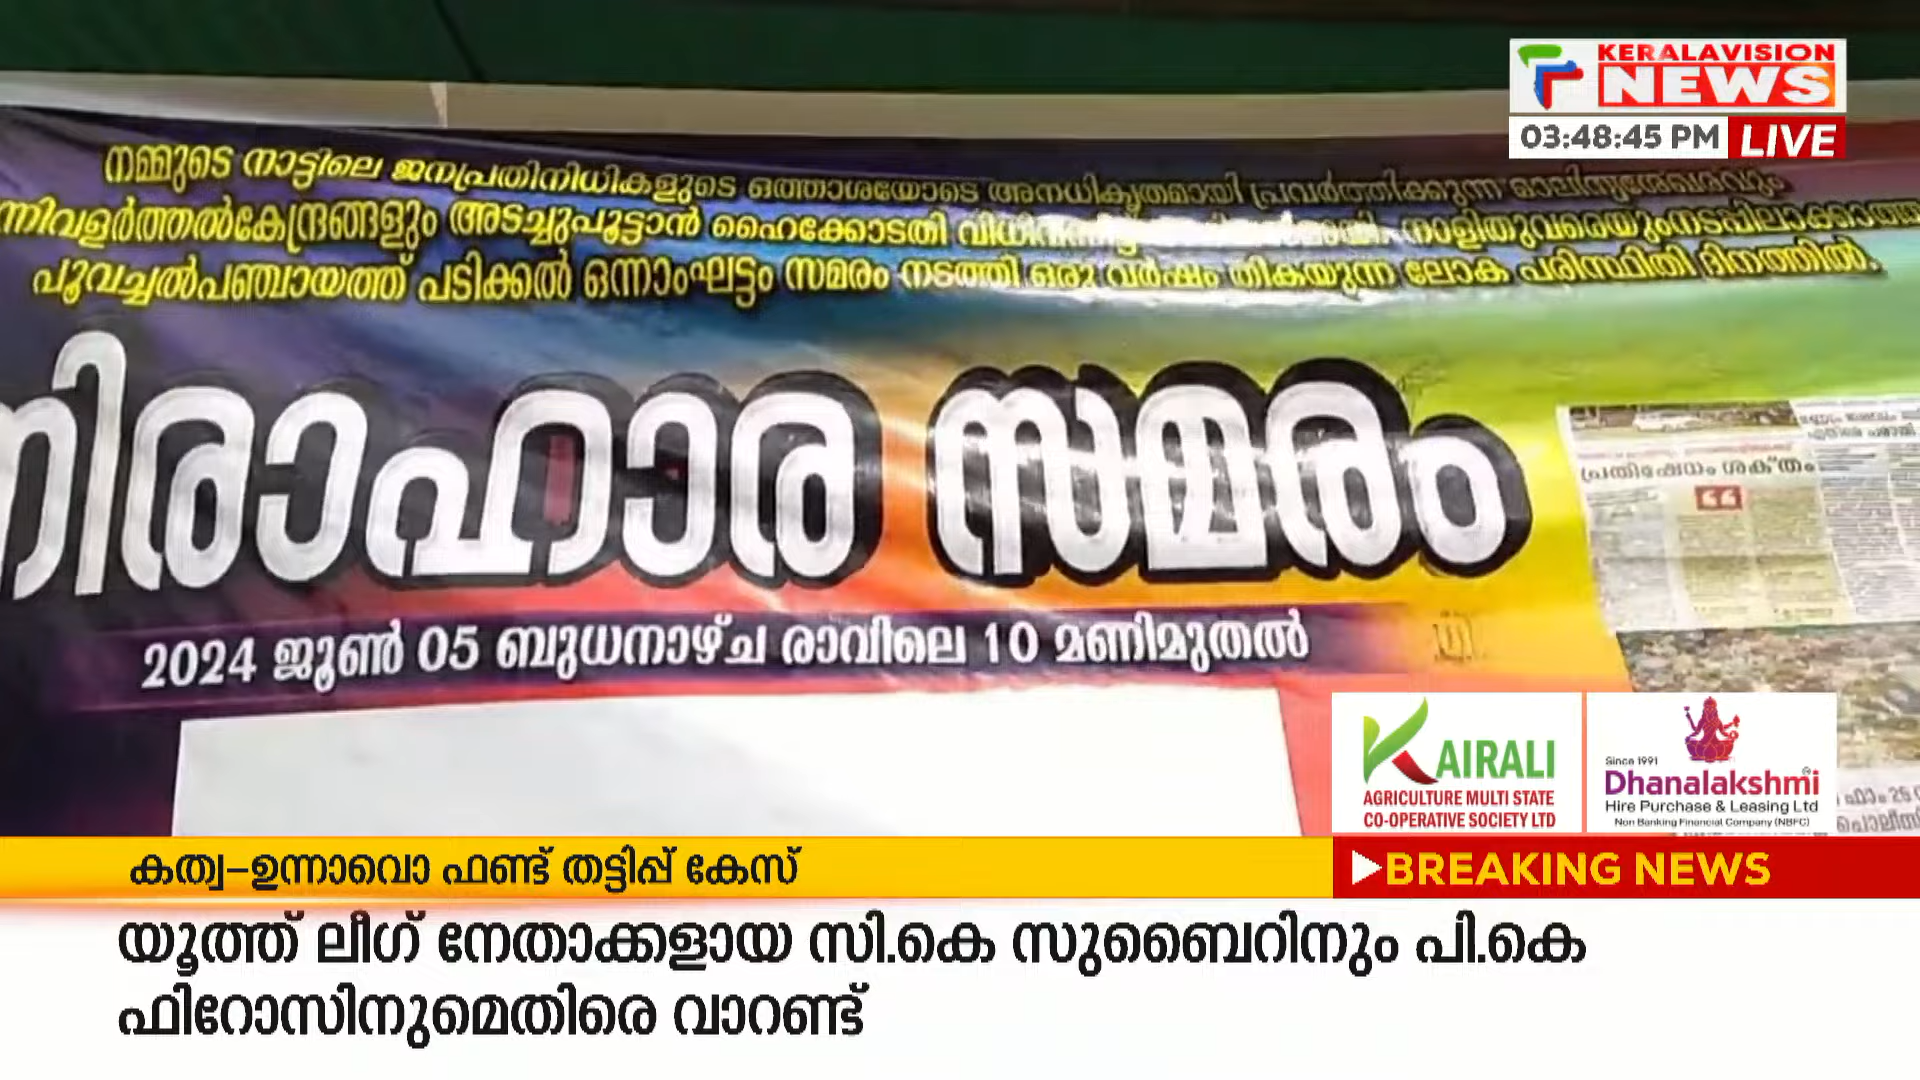 KERALAVISION
NEWS
03:48:45 PM LIVE
നമ്മുടെ നാട്ടിലെ ജനപ്രതിനിധികളുടെ ഒത്താശയോടെ അനധികൃതമായി പ്രവർത്തിക്കുന്ന
ന്നിവളർത്തൽകേന്ദ്രങ്ങളും അടച്ചുപൂട്ടാൻ ഹൈക്കോടതി നാളിതുവരെയുംനടപ്പിലാക്കാത്ത
പൂവച്ചൽപഞ്ചായത്ത് പടിക്കൽ ഒന്നാംഘട്ടം സമരം നടത്തി ഒരു വർഷം തികയുന്ന ലോക പരിസ്ഥിതി ദിനത്തിൽ.
നിരാഹാര സമരം
പ്രതിഷേധം ശക്തം
2024 ജൂൺ 05 ബുധനാഴ്ച രാവിലെ 10 മണിമുതൽ
KAIRALI
AGRICULTURE MULTI STATE
CO-OPERATIVE SOCIETY LTD
Since 1991
Dhanalakshmi
Hire Purchase & Leasing Ltd
Non Banking Financial Company (NBFC)
കത്വ-ഉന്നാവൊ ഫണ്ട് തട്ടിപ്പ് കേസ്
BREAKING NEWS
യൂത്ത് ലീഗ് നേതാക്കളായ സി.കെ സുബൈറിനും പി.കെ
ഫിറോസിനുമെതിരെ വാറണ്ട്